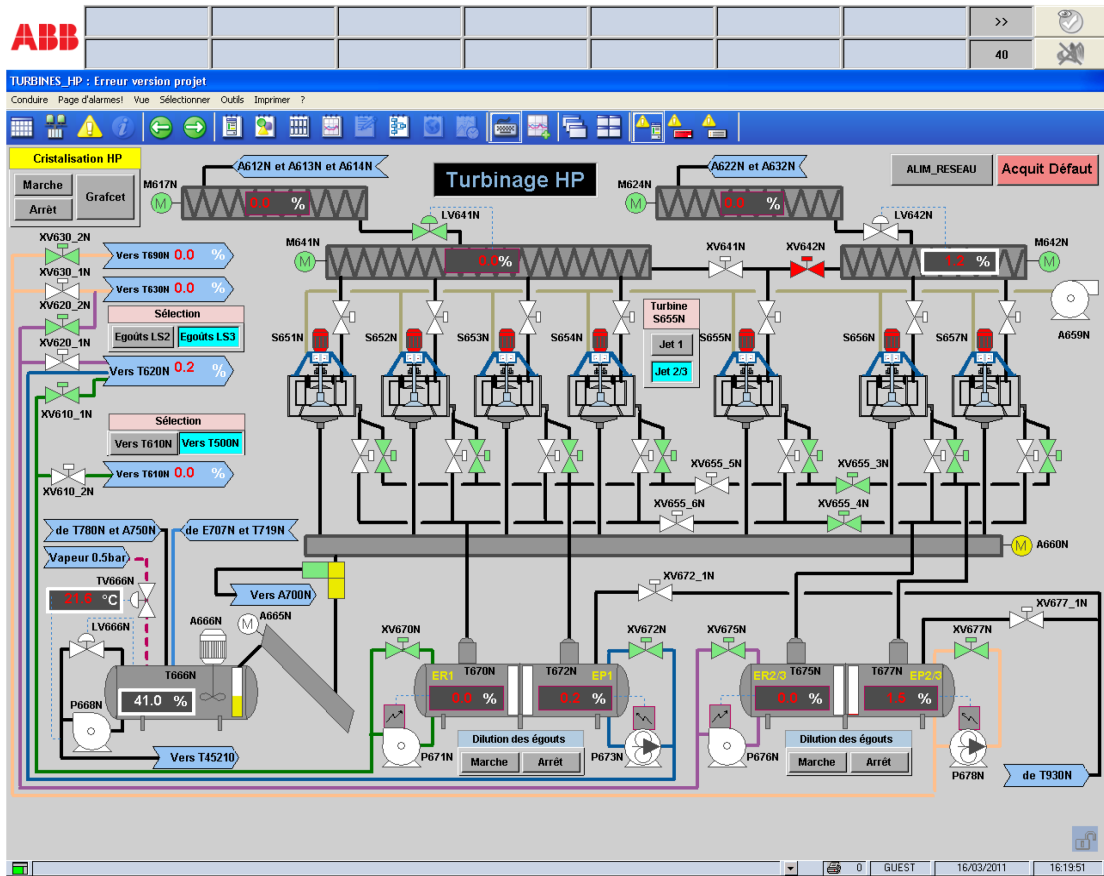 ABB
>>
40
TURBINES_HP : Erreur version projet
Conduire Page d'alarmes! Vue Sélectionner Outils Imprimer ?
Cristalisation HP
Marche
Arrêt
Grafcet
A612N et A613N et A614N
Turbinage HP
A622N et A632N
ALIM_RESEAU
Acquit Défaut
M617N
0.0 %
M
M624N
0.0 %
M
LV641N
LV642N
XV630_2N
Vers T690N 0.0 %
XV630_1N
Vers T630N 0.0 %
XV620_2N
M641N
M
0.0%
XV641N
XV642N
1.2 %
M642N
M
Sélection
Egoûts LS2
Egoûts LS3
XV620_1N
Vers T620N 0.2 %
XV610_1N
Turbine
S655N
Jet 1
Jet 2/3
A659N
S651N
S652N
S653N
S654N
S655N
S656N
S657N
Sélection
Vers T610N
Vers T500N
Vers T610N 0.0 %
XV610_2N
XV655_5N
XV655_3N
XV655_6N
XV655_4N
de T780N et A750N
de E707N et T719N
Vapeur 0.5bar
M
A660N
TV666N
21.5 °C
Vers A700N
XV672_1N
XV677_1N
LV666N
A666N
M
A665N
XV670N
XV672N
XV675N
XV677N
T666N
41.0 %
P668N
Vers T45210
ER1
T670N
0.0 %
T672N
EP1
0.2 %
ER2/3
T675N
0.0 %
T677N
EP2/3
1.5 %
P671N
Dilution des égouts
Marche
Arrêt
P673N
P676N
Dilution des égouts
Marche
Arrêt
P678N
de T930N
0
GUEST
16/03/2011
16:19:51